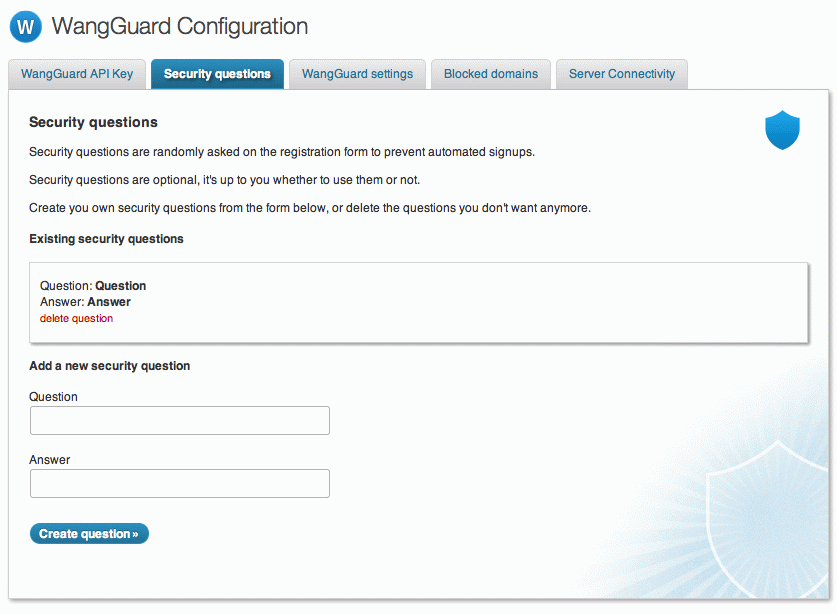 W WangGuard Configuration
WangGuard API Key Security questions WangGuard settings Blocked domains Server Connectivity
Security questions
Security questions are randomly asked on the registration form to prevent automated signups.
Security questions are optional, it's up to you whether to use them or not.
Create you own security questions from the form below, or delete the questions you don't want anymore.
Existing security questions
Question: Question
Answer: Answer
delete question
Add a new security question
Question
Answer
Create question »